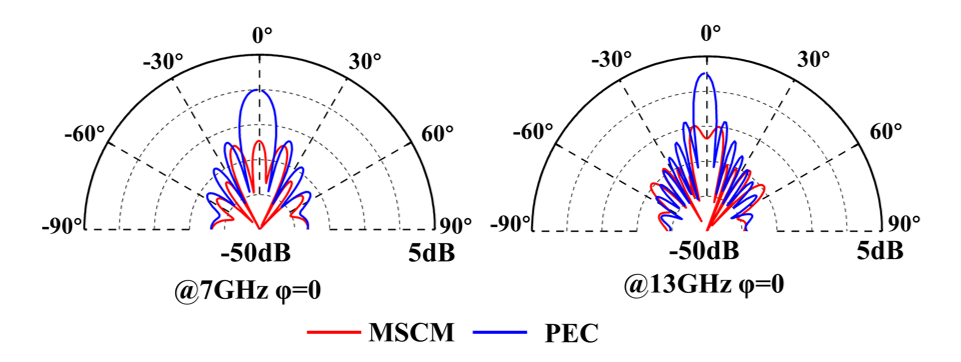 0° 0°
-30° 30° -30° 30°
-60° 60° -60° 60°
-90° 90° -90° 90°
-50dB 5dB -50dB 5dB
@7GHz φ=0 @13GHz φ=0
MSCM PEC